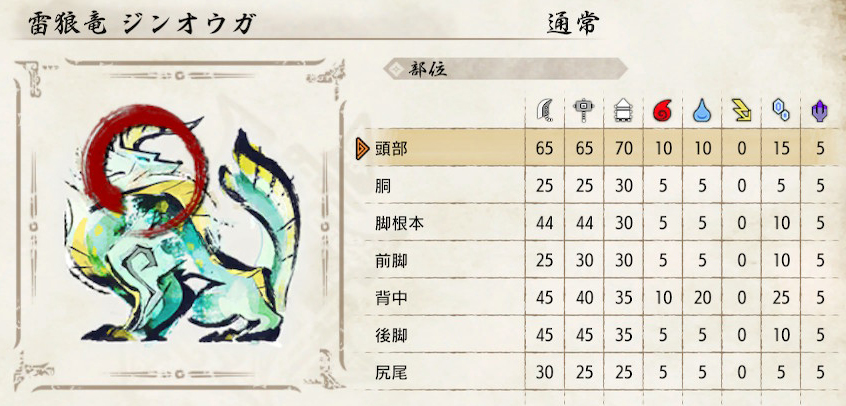 雷狼竜 ジンオウガ 通常
部位
頭部 65 65 70 10 10 0 15 5
胴 25 25 30 5 5 0 5 5
脚根本 44 44 30 5 5 0 10 5
前脚 25 30 30 5 5 0 10 5
背中 45 40 35 10 20 0 25 5
後脚 45 45 35 5 5 0 10 5
尻尾 30 25 25 5 5 0 5 5